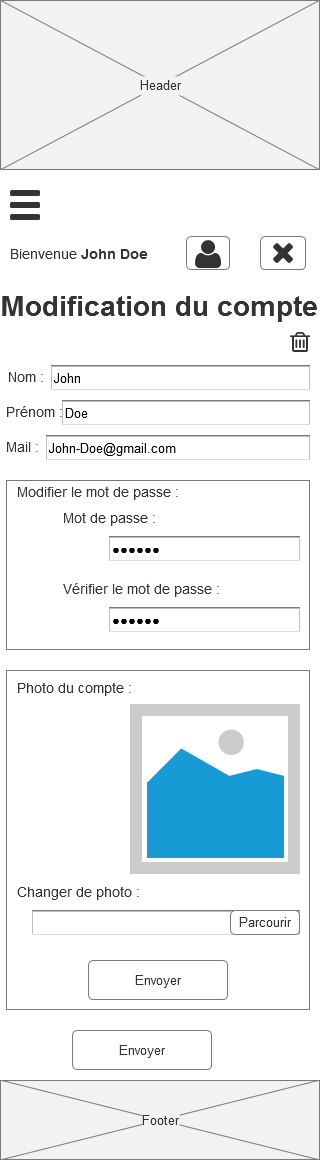 Header
Bienvenue John Doe
Modification du compte
Nom : John
Prénom : Doe
Mail : John-Doe@gmail.com
Modifier le mot de passe :
Mot de passe :
••••••
Vérifier le mot de passe :
••••••
Photo du compte :
Changer de photo :
Parcourir
Envoyer
Envoyer
Footer